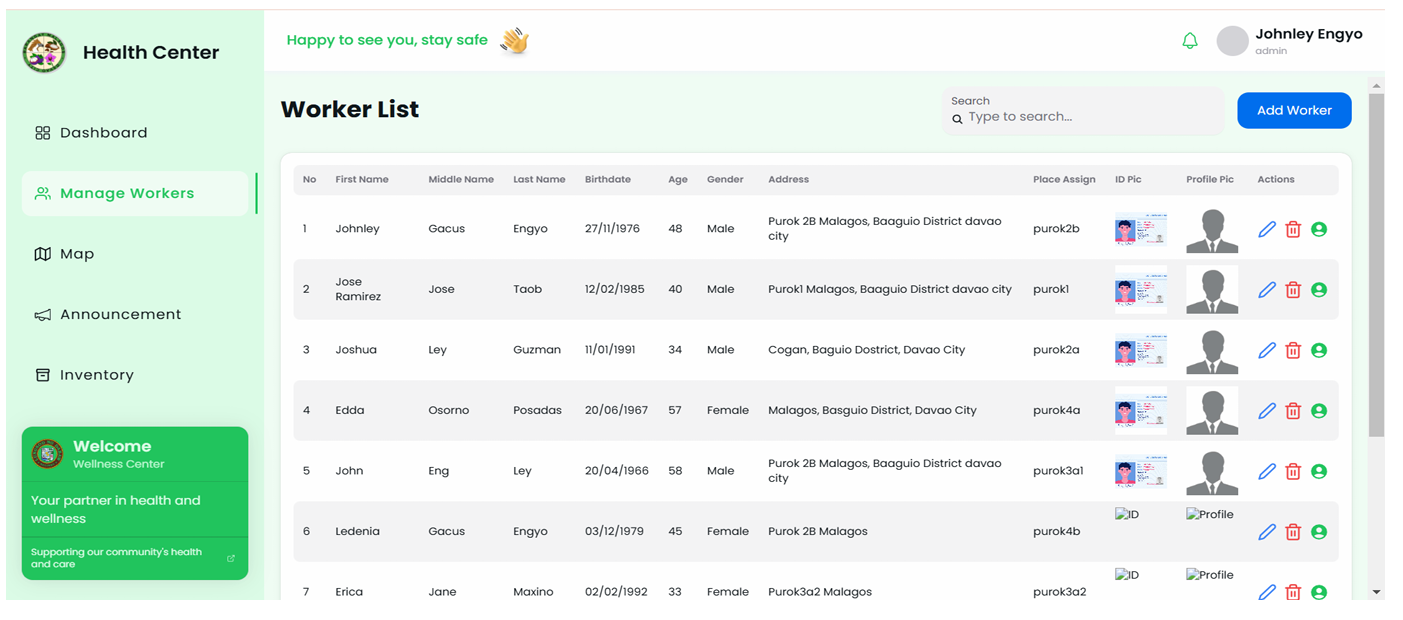 Health Center
Happy to see you, stay safe
Johnley Engyo
admin
Dashboard
Manage Workers
Map
Announcement
Inventory
Welcome
Wellness Center
Your partner in health and
wellness
Supporting our community's health
and care
Worker List
Search
Type to search...
Add Worker
No First Name Middle Name Last Name Birthdate Age Gender Address Place Assign ID Pic Profile Pic Actions
1 Johnley Gacus Engyo 27/11/1976 48 Male Purok 2B Malagos, Baaguio District davao
city purok2b
2 Jose
Ramirez Jose Taob 12/02/1985 40 Male Purok1 Malagos, Baaguio District davao city purok1
3 Joshua Ley Guzman 11/01/1991 34 Male Cogan, Baguio Dostrict, Davao City purok2a
4 Edda Osorno Posadas 20/06/1967 57 Female Malagos, Basguio District, Davao City purok4a
5 John Eng Ley 20/04/1966 58 Male Purok 2B Malagos, Baaguio District davao
city purok3a1
6 Ledenia Gacus Engyo 03/12/1979 45 Female Purok 2B Malagos purok4b ID Profile
7 Erica Jane Maxino 02/02/1992 33 Female Purok3a2 Malagos purok3a2 ID Profile